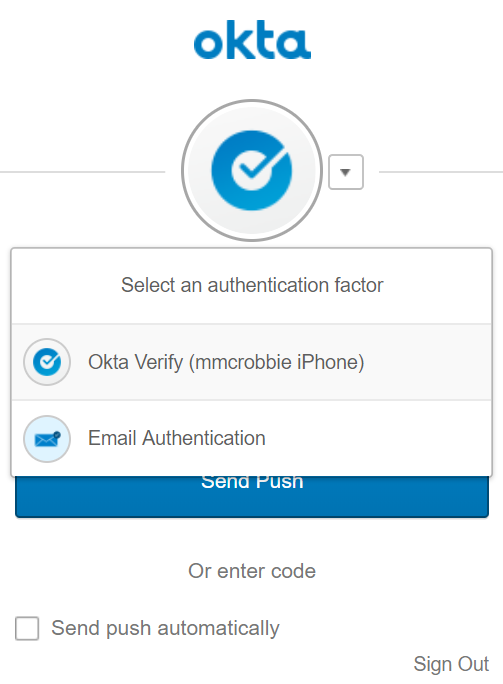 okta
Select an authentication factor
Okta Verify (mmcrobbie iPhone)
Email Authentication
Send Push
Or enter code
Send push automatically
Sign Out